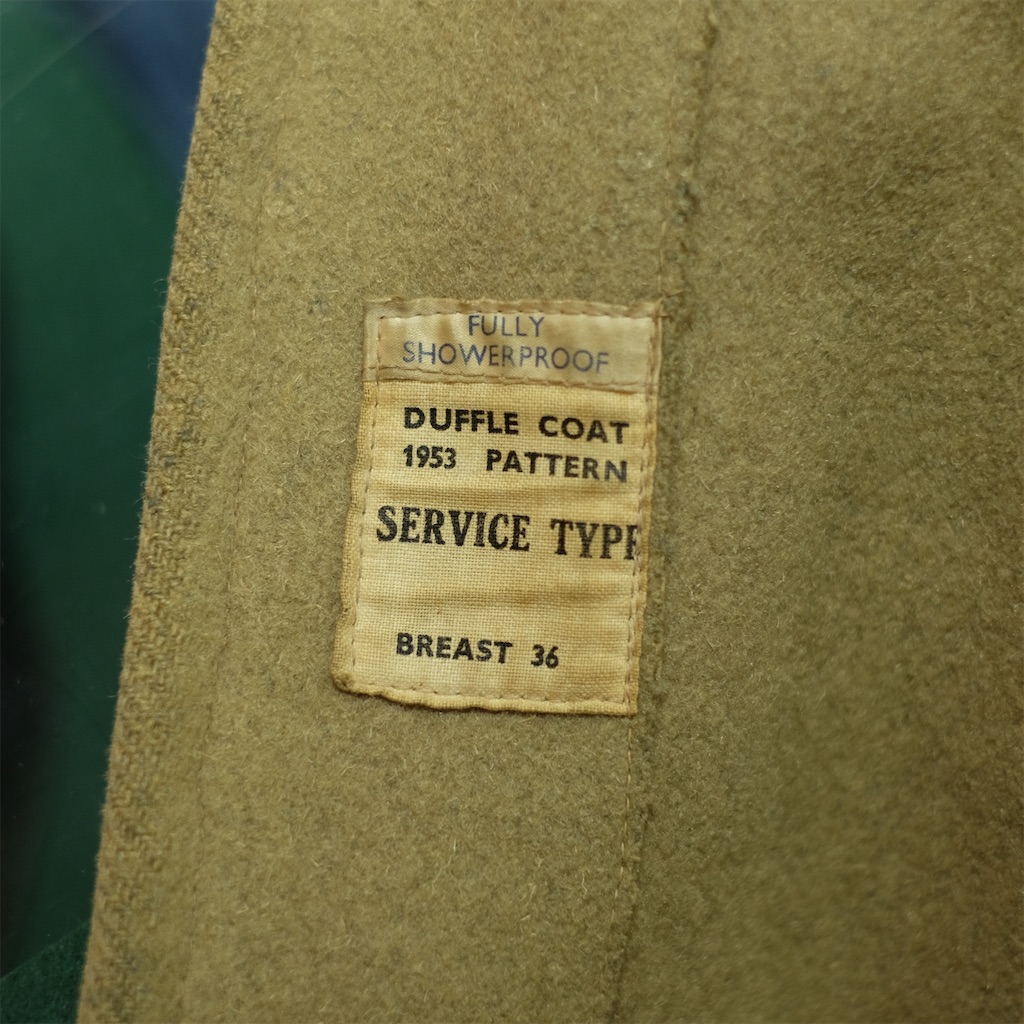 FULLY
SHOWERPROOF
DUFFLE COAT
1953 PATTERN
SERVICE TYPE
BREAST 36